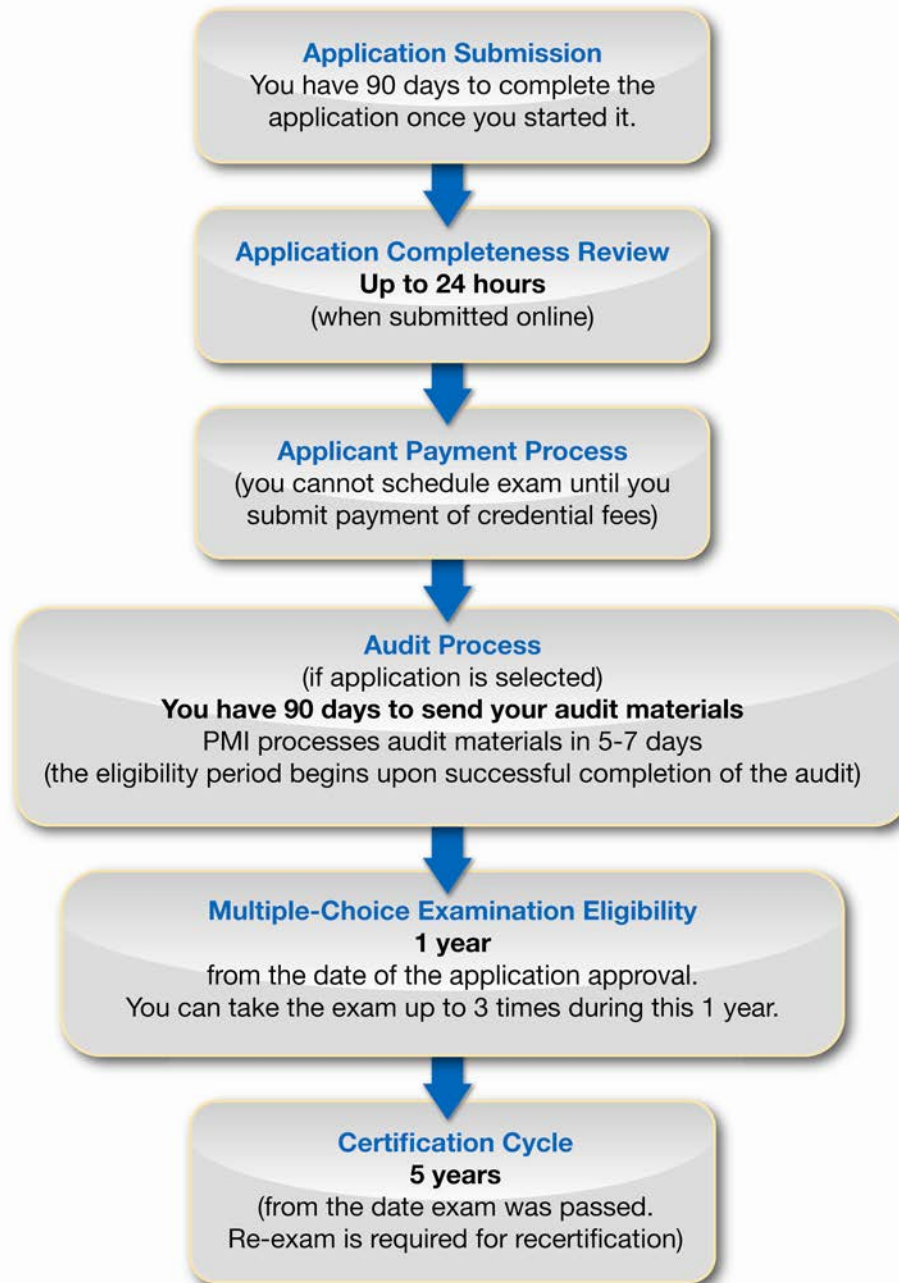 Application Submission
You have 90 days to complete the
application once you started it.
Application Completeness Review
Up to 24 hours
(when submitted online)
Applicant Payment Process
(you cannot schedule exam until you
submit payment of credential fees)
Audit Process
(if application is selected)
You have 90 days to send your audit materials
PMI processes audit materials in 5-7 days
(the eligibility period begins upon successful completion of the audit)
Multiple-Choice Examination Eligibility
1 year
from the date of the application approval.
You can take the exam up to 3 times during this 1 year.
Certification Cycle
5 years
(from the date exam was passed.
Re-exam is required for recertification)